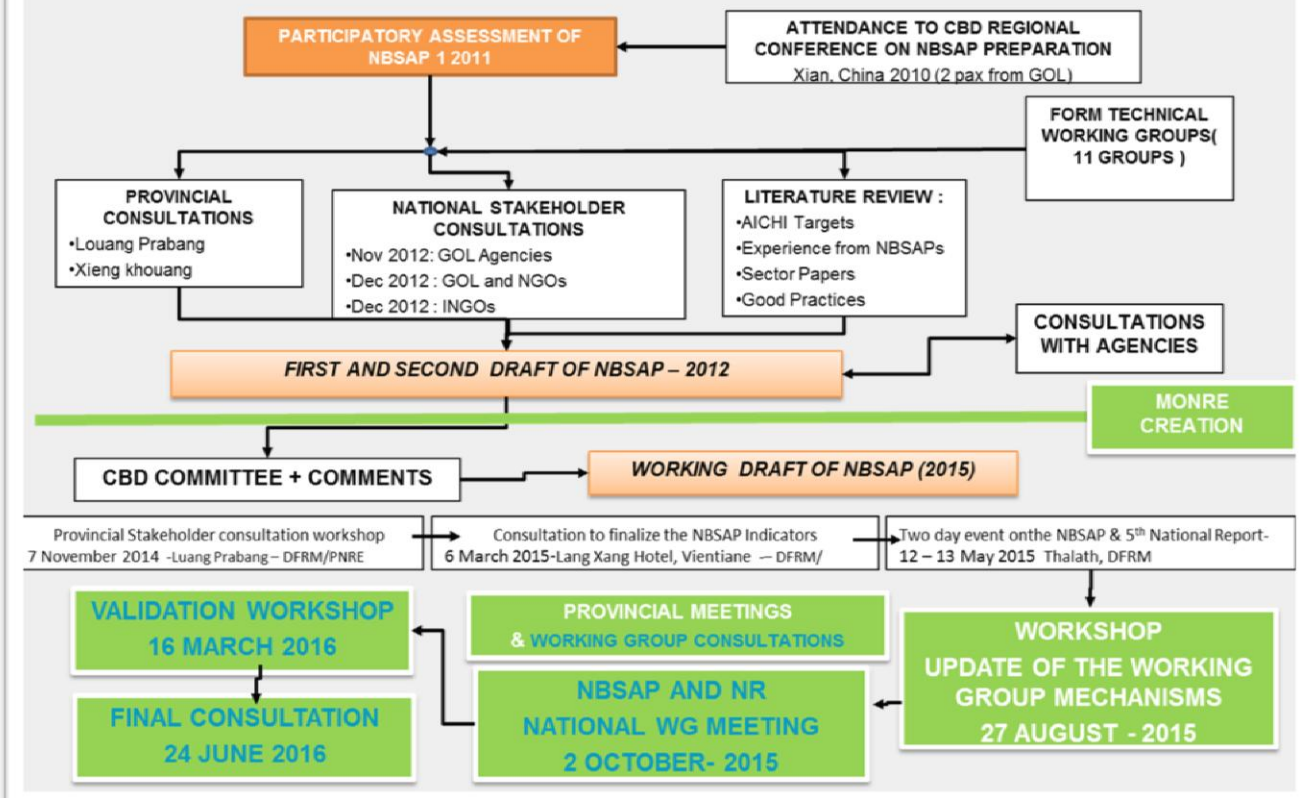 PARTICIPATORY ASSESSMENT OF
NBSAP 1 2011
ATTENDANCE TO CBD REGIONAL
CONFERENCE ON NBSAP PREPARATION
Xian, China 2010 (2 pax from GOL)
FORM TECHNICAL
WORKING GROUPS(
11 GROUPS )
PROVINCIAL
CONSULTATIONS
•Louang Prabang
•Xieng khouang
NATIONAL STAKEHOLDER
CONSULTATIONS
•Nov 2012: GOL Agencies
•Dec 2012 : GOL and NGOs
•Dec 2012 : INGOs
LITERATURE REVIEW :
•AICHI Targets
•Experience from NBSAPs
•Sector Papers
•Good Practices
CONSULTATIONS
WITH AGENCIES
FIRST AND SECOND DRAFT OF NBSAP – 2012
MONRE
CREATION
CBD COMMITTEE + COMMENTS
WORKING DRAFT OF NBSAP (2015)
Provincial Stakeholder consultation workshop
7 November 2014 -Luang Prabang – DFRM/PNRE
Consultation to finalize the NBSAP Indicators
6 March 2015-Lang Xang Hotel, Vientiane -– DFRM/
Two day event onthe NBSAP & 5th National Report-
12 – 13 May 2015 Thalath, DFRM
VALIDATION WORKSHOP
16 MARCH 2016
PROVINCIAL MEETINGS
& WORKING GROUP CONSULTATIONS
WORKSHOP
UPDATE OF THE WORKING
GROUP MECHANISMS
27 AUGUST - 2015
NBSAP AND NR
NATIONAL WG MEETING
2 OCTOBER- 2015
FINAL CONSULTATION
24 JUNE 2016